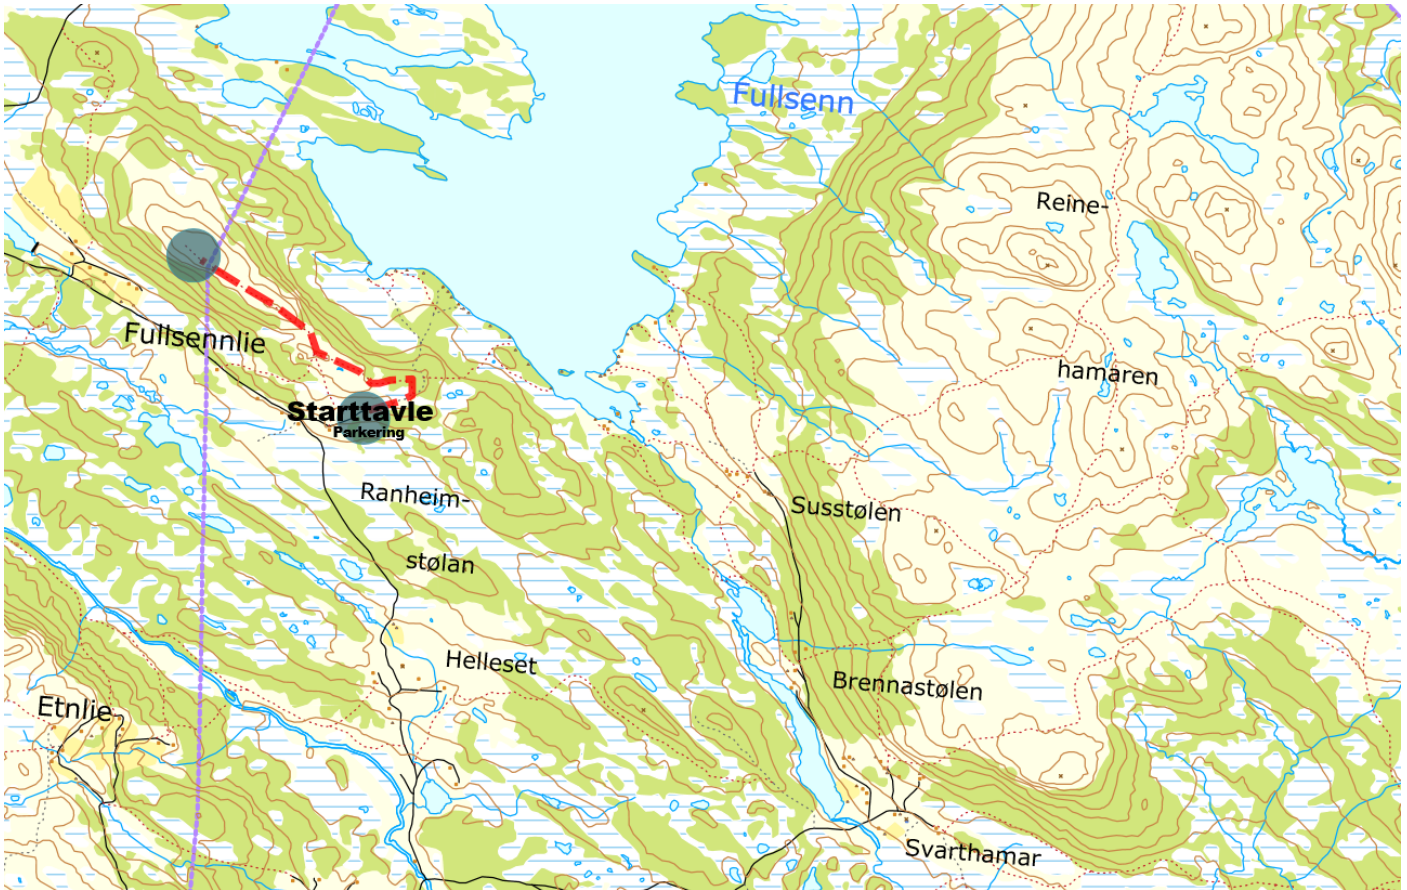 Fullsenn
Reine-
Fullsennlie
hamaren
Starttavle
Parkering
Ranheim-
Susstølen
stølan
Helleset
Brennastølen
Etnlie
Svarthamar